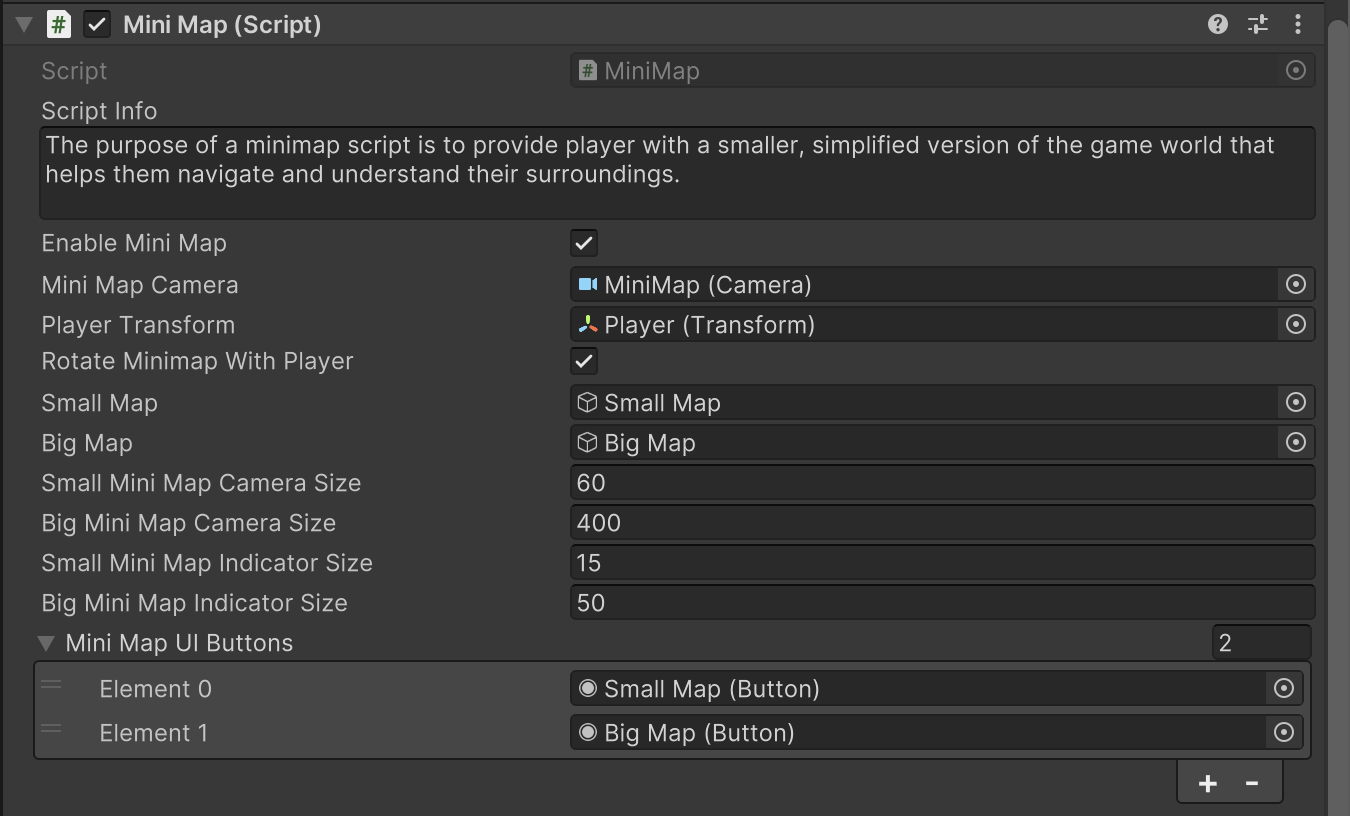 Mini Map (Script)
Script MiniMap
Script Info
The purpose of a minimap script is to provide player with a smaller, simplified version of the game world that
helps them navigate and understand their surroundings.
Enable Mini Map
Mini Map Camera MiniMap (Camera)
Player Transform Player (Transform)
Rotate Minimap With Player
Small Map Small Map
Big Map Big Map
Small Mini Map Camera Size 60
Big Mini Map Camera Size 400
Small Mini Map Indicator Size 15
Big Mini Map Indicator Size 50
Mini Map UI Buttons 2
Element 0 Small Map (Button)
Element 1 Big Map (Button)
+ -